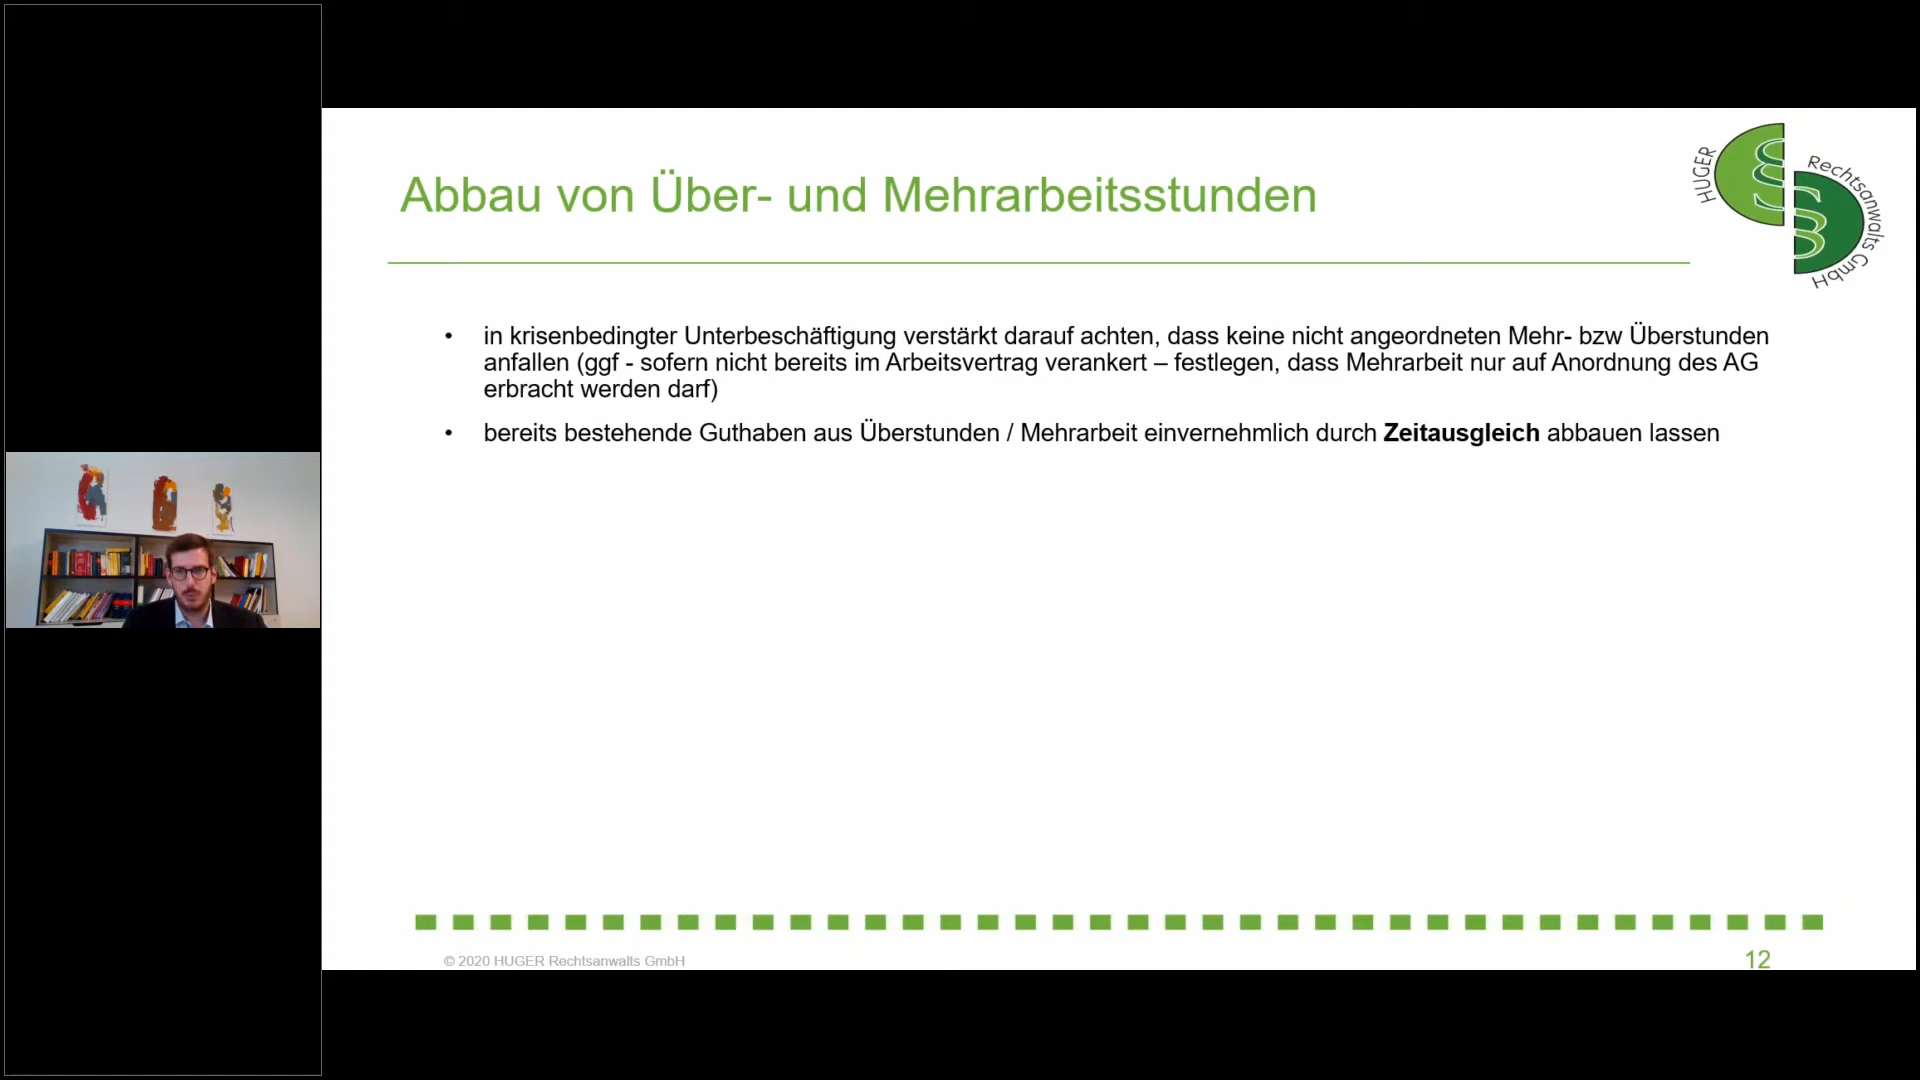 HUGER
Rechtsanwalts GmbH
Abbau von Über- und Mehrarbeitsstunden
• in krisenbedingter Unterbeschäftigung verstärkt darauf achten, dass keine nicht angeordneten Mehr- bzw Überstunden
anfallen (ggf - sofern nicht bereits im Arbeitsvertrag verankert – festlegen, dass Mehrarbeit nur auf Anordnung des AG
erbracht werden darf)
• bereits bestehende Guthaben aus Überstunden / Mehrarbeit einvernehmlich durch Zeitausgleich abbauen lassen
© 2020 HUGER Rechtsanwalts GmbH
12